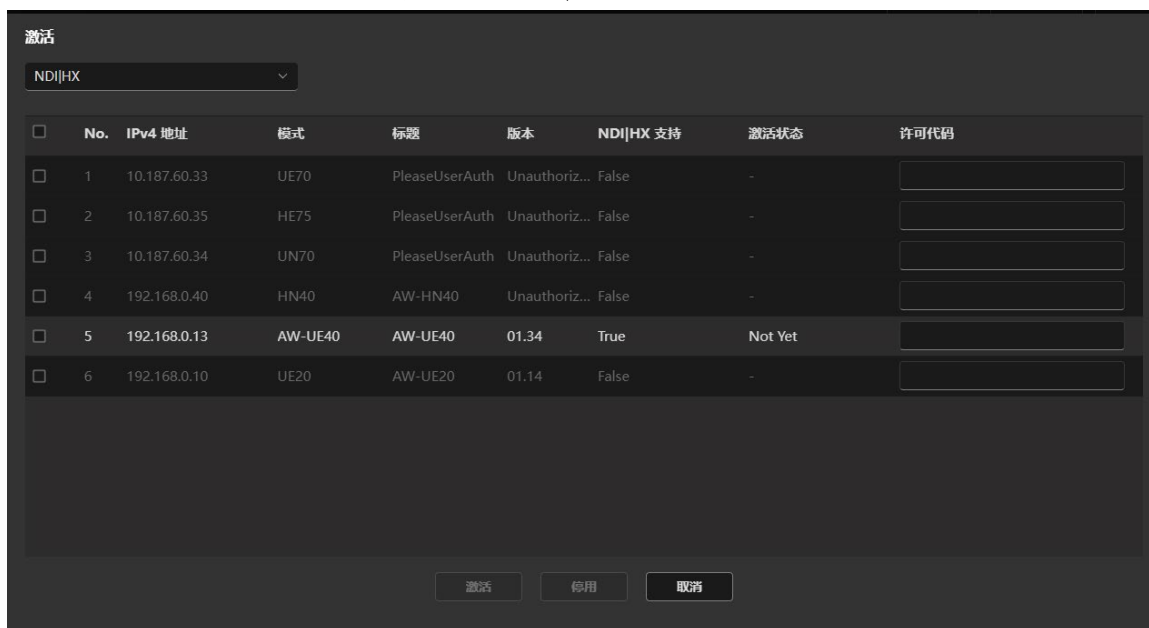 激活
NDI|HX
No. IPv4 地址 模式 标题 版本 NDI|HX 支持 激活状态 许可代码
1 10.187.60.33 UE70 PleaseUserAuth Unauthoriz... False -
2 10.187.60.35 HE75 PleaseUserAuth Unauthoriz... False -
3 10.187.60.34 UN70 PleaseUserAuth Unauthoriz... False -
4 192.168.0.40 HN40 AW-HN40 Unauthoriz... False -
5 192.168.0.13 AW-UE40 AW-UE40 01.34 True Not Yet
6 192.168.0.10 UE20 AW-UE20 01.14 False -
激活 停用 取消